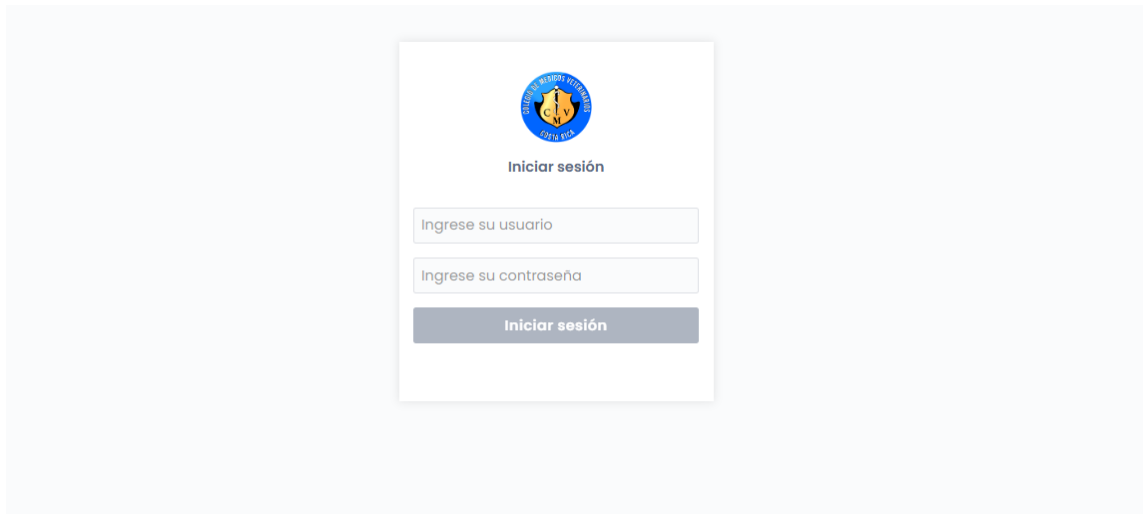 COLEGIO DE MEDICOS VETERINARIOS
C V
M
COSTA RICA
Iniciar sesión
Ingrese su usuario
Ingrese su contraseña
Iniciar sesión